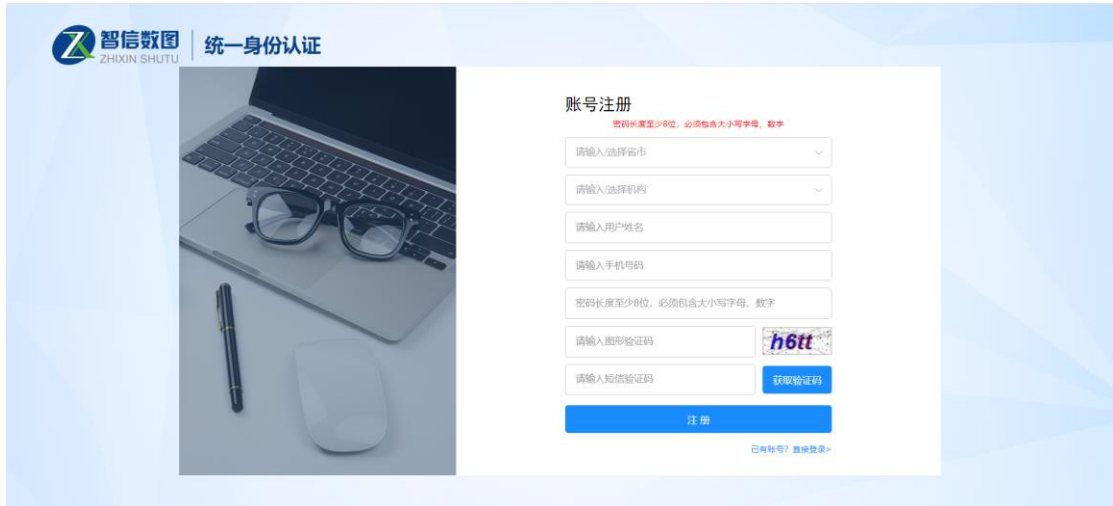 智信数图
ZHIXIN SHUTU
统一身份认证
账号注册
密码长度至少8位，必须包含大小写字母、数字
请输入/选择省市
请输入/选择机构
请输入用户姓名
请输入手机号码
密码长度至少8位，必须包含大小写字母、数字
请输入图形验证码
h6tt
请输入短信验证码
获取验证码
注册
已有账号？直接登录>